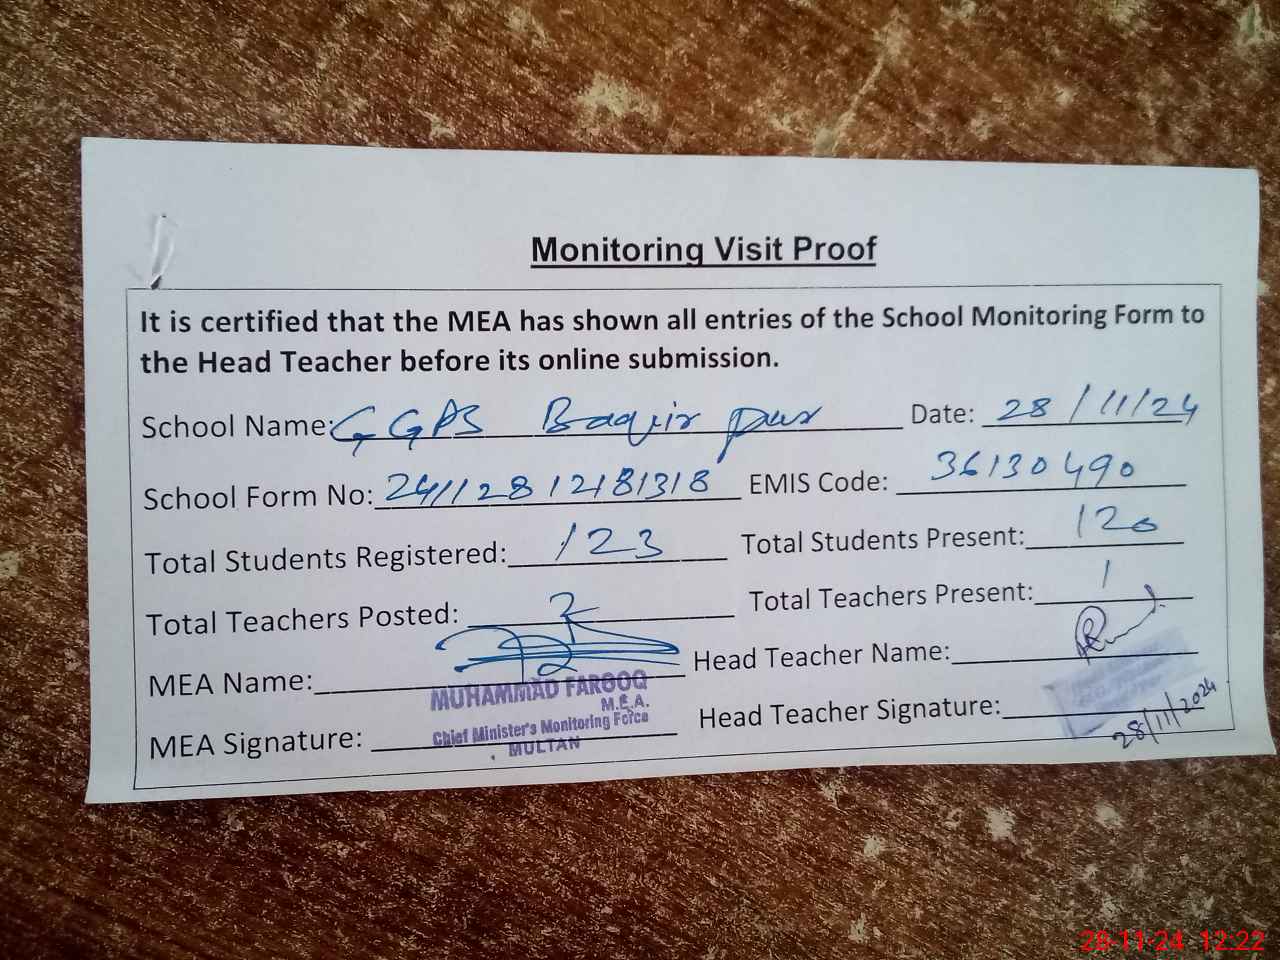 Monitoring Visit Proof
It is certified that the MEA has shown all entries of the School Monitoring Form to
the Head Teacher before its online submission.
School Name: GGPS Baqir pur Date: 28/11/24
School Form No: 24112812181318 EMIS Code: 36130490
Total Students Registered: 123 Total Students Present: 120
Total Teachers Posted: 2 Total Teachers Present: 1
MEA Name: Head Teacher Name:
MUHAMMAD FAROOQ
M.E.A.
Chief Minister's Monitoring Force
MULTAN
MEA Signature: Head Teacher Signature:
28/11/2024
28-11-24 12:22